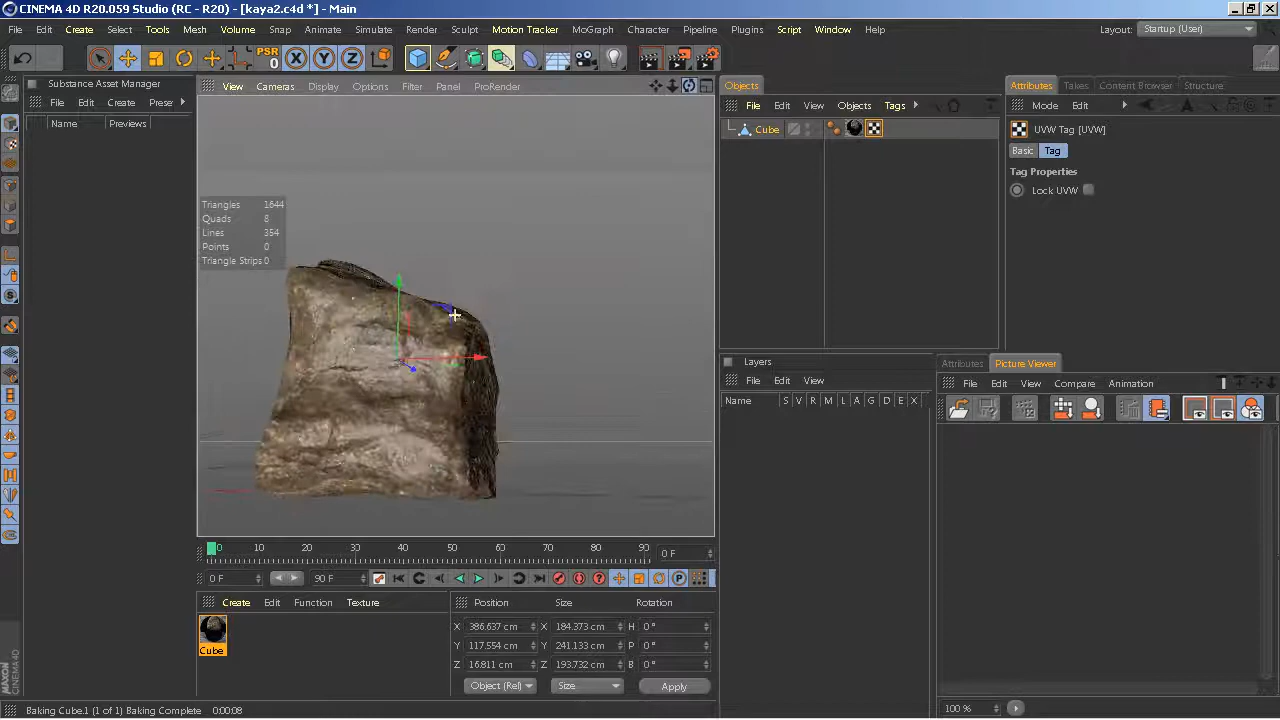 CINEMA 4D R20.059 Studio (RC - R20) - [kaya2.c4d *] - Main
File Edit Create Select Tools Mesh Volume Snap Animate Simulate Render Sculpt Motion Tracker MoGraph Character Pipeline Plugins Script Window Help Layout: Startup (User)
PSR
0
X Y Z
Substance Asset Manager
File Edit Create Prese
Name Previews
View Cameras Display Options Filter Panel ProRender
Triangles 1644
Quads 8
Lines 354
Points 0
Triangle Strips 0
Objects
File Edit View Objects Tags
Cube
Attributes Takes Content Browser Structure
Mode Edit
UVW Tag [UVW]
Basic Tag
Tag Properties
Lock UVW
Layers
File Edit View
Name S V R M L A G D E X
Attributes Picture Viewer
File Edit View Compare Animation
0 10 20 30 40 50 60 70 80 90 0 F
0 F 90 F
P
Create Edit Function Texture
Cube
Position Size Rotation
X 386.637 cm X 184.373 cm H 0 °
Y 117.554 cm Y 241.133 cm P 0 °
Z 16.811 cm Z 193.732 cm B 0 °
Object (Rel) Size Apply
MAXON
CINEMA 4D
Baking Cube.1 (1 of 1) Baking Complete 0:00:08
100 %